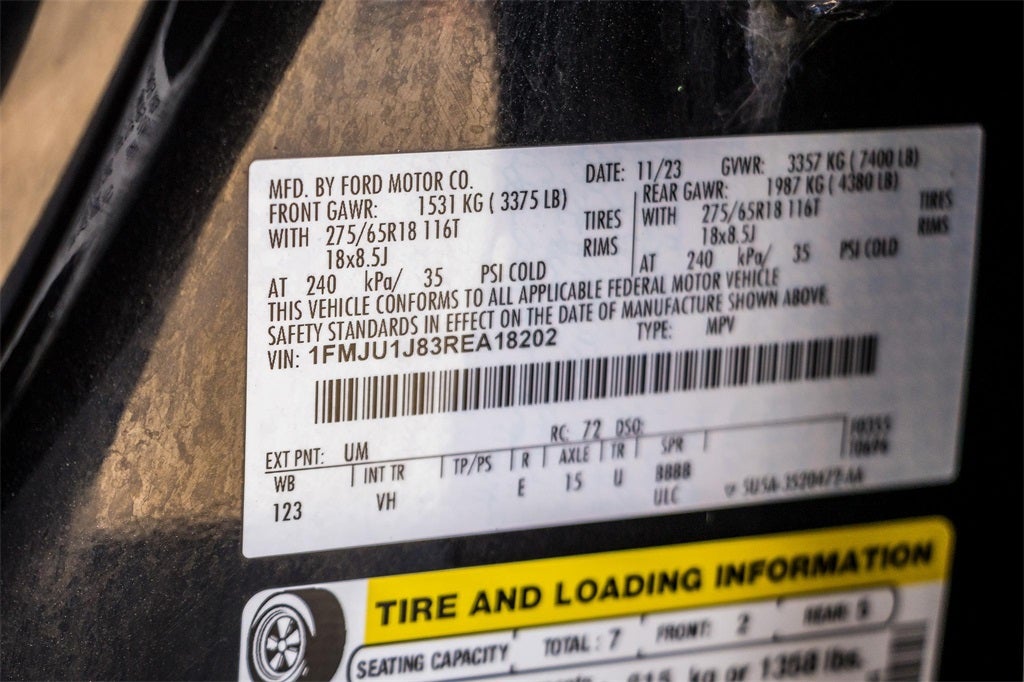 MFD. BY FORD MOTOR CO. DATE: 11/23 GVWR: 3357 KG ( 7400 LB)
FRONT GAWR: 1531 KG ( 3375 LB) REAR GAWR: 1987 KG ( 4380 LB)
WITH 275/65R18 116T TIRES WITH 275/65R18 116T TIRES
18x8.5J RIMS 18x8.5J RIMS
AT 240 kPa/ 35 PSI COLD AT 240 kPa/ 35 PSI COLD
THIS VEHICLE CONFORMS TO ALL APPLICABLE FEDERAL MOTOR VEHICLE
SAFETY STANDARDS IN EFFECT ON THE DATE OF MANUFACTURE SHOWN ABOVE.
VIN: 1FMJU1J83REA18202 TYPE: MPV
EXT PNT: UM RC: 72 DSO:
WB INT TR TP/PS R AXLE TR SPR
123 VH E 15 U 8888
ULC
TIRE AND LOADING INFORMATION
SEATING CAPACITY TOTAL : 7 FRONT: 2 REAR: 5
kg or 1358 lbs.